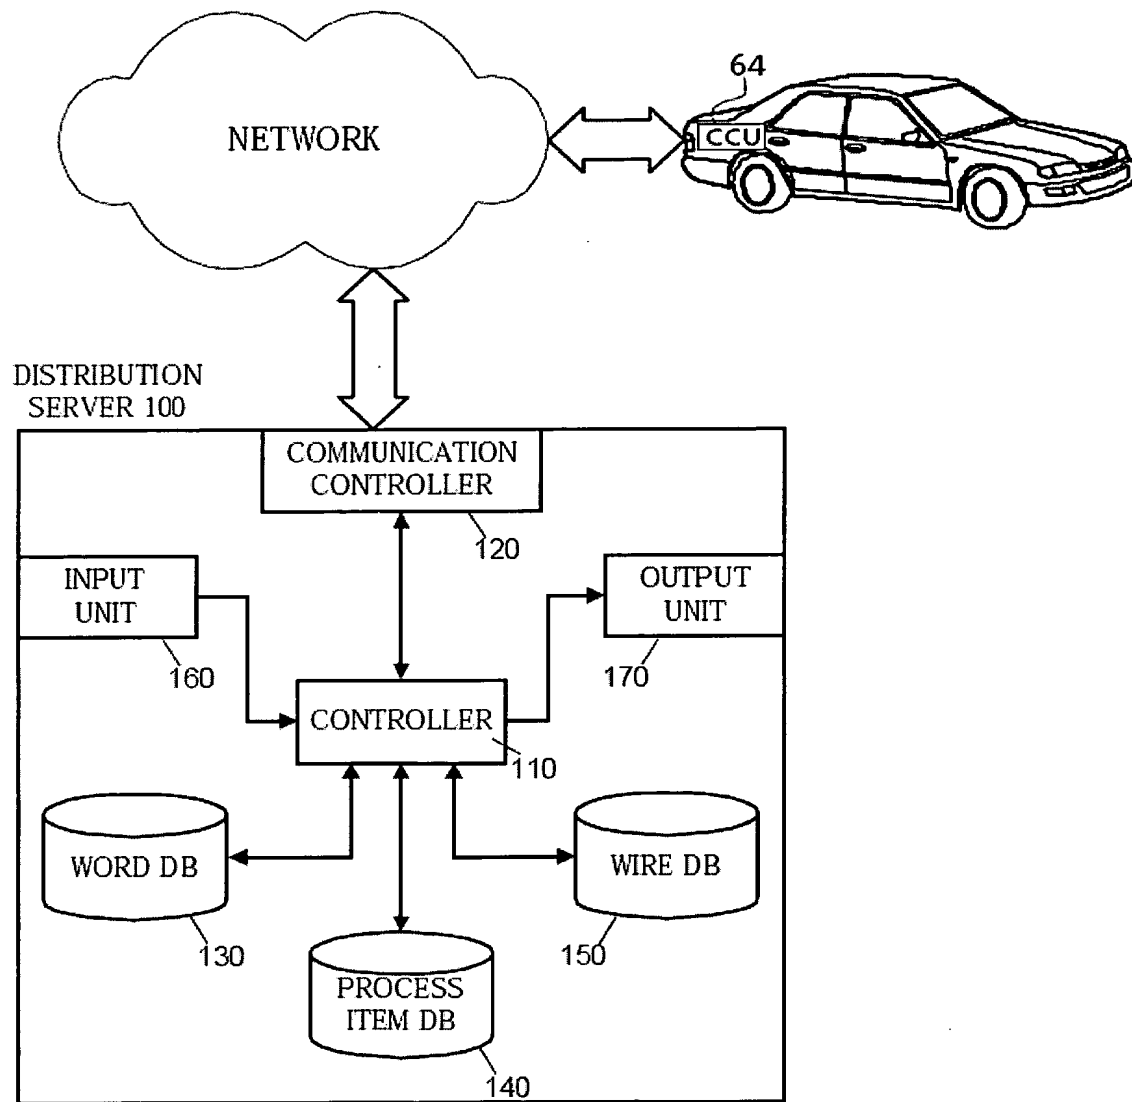 64
CCU
NETWORK
DISTRIBUTION
SERVER 100
COMMUNICATION
CONTROLLER
120
INPUT
UNIT
160
OUTPUT
UNIT
170
CONTROLLER
110
WORD DB
130
WIRE DB
150
PROCESS
ITEM DB
140